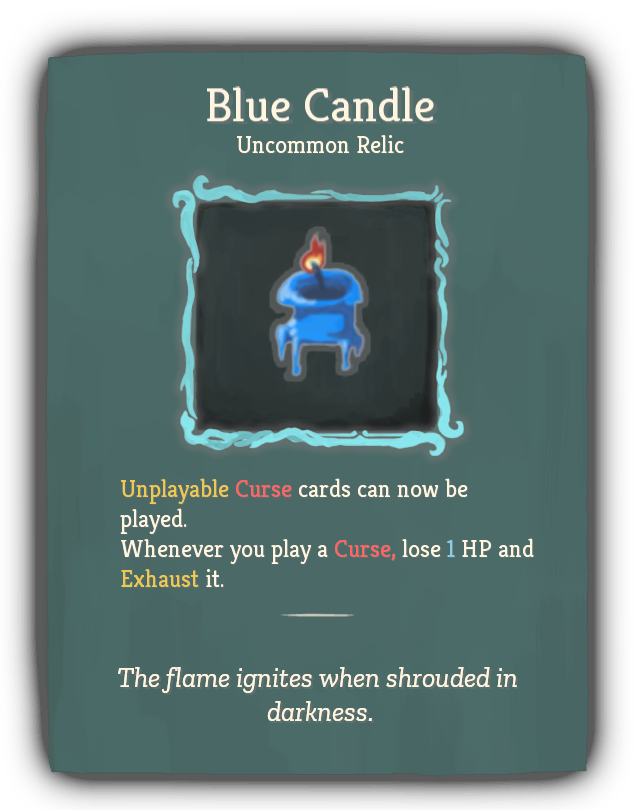 Blue Candle
Uncommon Relic
Unplayable Curse cards can now be
played.
Whenever you play a Curse, lose 1 HP and
Exhaust it.
The flame ignites when shrouded in
darkness.